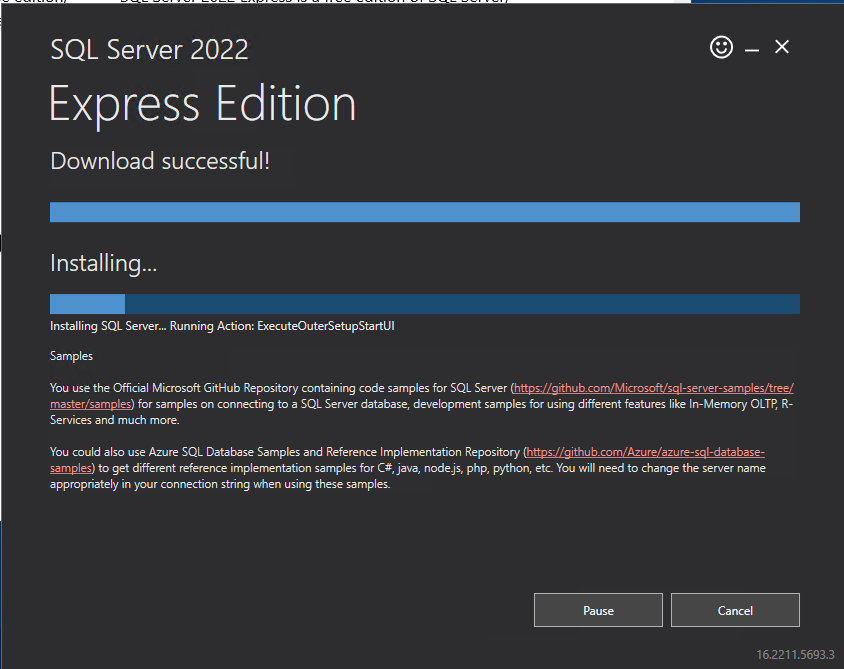 SQL Server 2022
Express Edition
Download successful!
Installing...
Installing SQL Server... Running Action: ExecuteOuterSetupStartUI
Samples
You use the Official Microsoft GitHub Repository containing code samples for SQL Server (https://github.com/Microsoft/sql-server-samples/tree/
master/samples) for samples on connecting to a SQL Server database, development samples for using different features like In-Memory OLTP, R-
Services and much more.
You could also use Azure SQL Database Samples and Reference Implementation Repository (https://github.com/Azure/azure-sql-database-
samples) to get different reference implementation samples for C#, java, node.js, php, python, etc. You will need to change the server name
appropriately in your connection string when using these samples.
Pause
Cancel
16.2211.5693.3